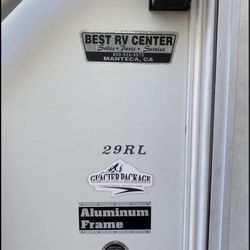 BEST RV CENTER
Sales • Parts • Service
MANTECA, CA
29RL
GLACIER PACKAGE
Aluminum
Frame